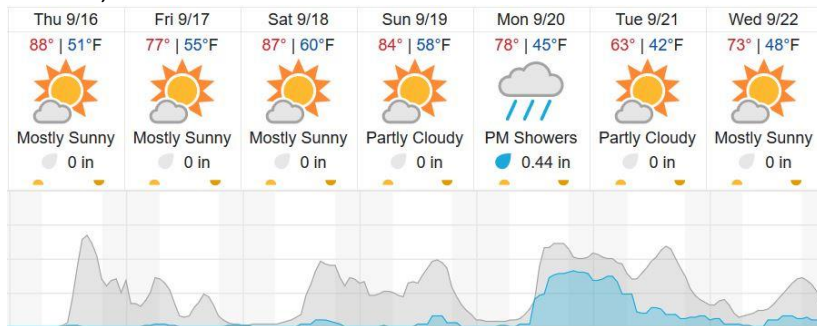 Thu 9/16 Fri 9/17 Sat 9/18 Sun 9/19 Mon 9/20 Tue 9/21 Wed 9/22
88° | 51°F 77° | 55°F 87° | 60°F 84° | 58°F 78° | 45°F 63° | 42°F 73° | 48°F
Mostly Sunny Mostly Sunny Mostly Sunny Partly Cloudy PM Showers Partly Cloudy Mostly Sunny
0 in 0 in 0 in 0 in 0.44 in 0 in 0 in